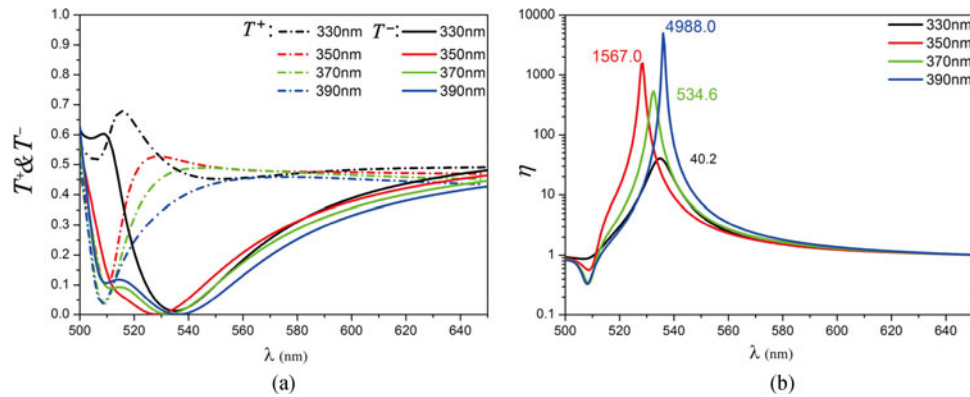 1.0
0.9
0.8
0.7
0.6
0.5
0.4
0.3
0.2
0.1
0.0
T⁺& T⁻
T⁺: 330nm T⁻: 330nm
350nm 350nm
370nm 370nm
390nm 390nm
500 520 540 560 580 600 620 640
λ (nm)
(a)
10000
1000
100
10
1
0.1
η
330nm
350nm
370nm
390nm
4988.0
1567.0
534.6
40.2
500 520 540 560 580 600 620 640
λ (nm)
(b)